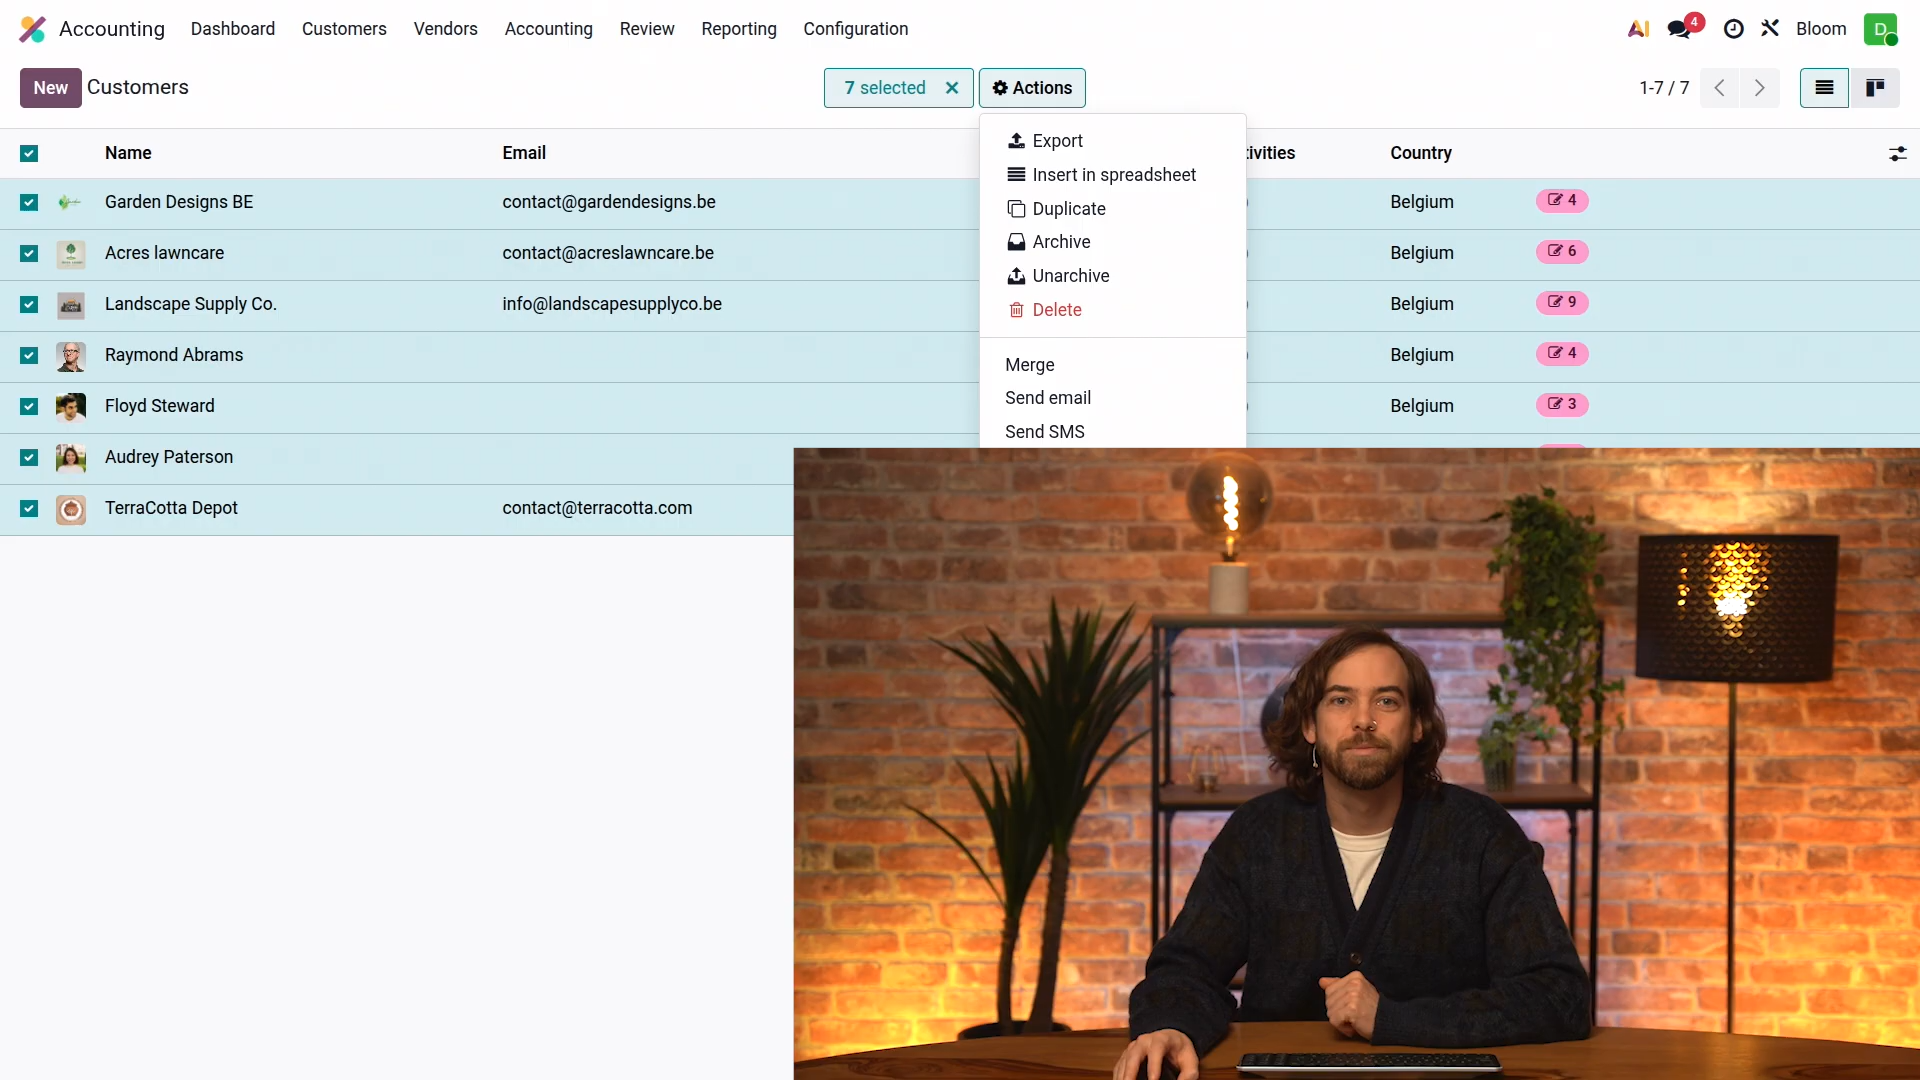 Accounting Dashboard Customers Vendors Accounting Review Reporting Configuration AI 4 Bloom D
New Customers 7 selected Actions 1-7 / 7
Name Email Country
Garden Designs BE contact@gardendesigns.be Belgium 4
Acres lawncare contact@acreslawncare.be Belgium 6
Landscape Supply Co. info@landscapesupplyco.be Belgium 9
Raymond Abrams Belgium 4
Floyd Steward Belgium 3
Audrey Paterson
TerraCotta Depot contact@terracotta.com
Export
Insert in spreadsheet
Duplicate
Archive
Unarchive
Delete
Merge
Send email
Send SMS